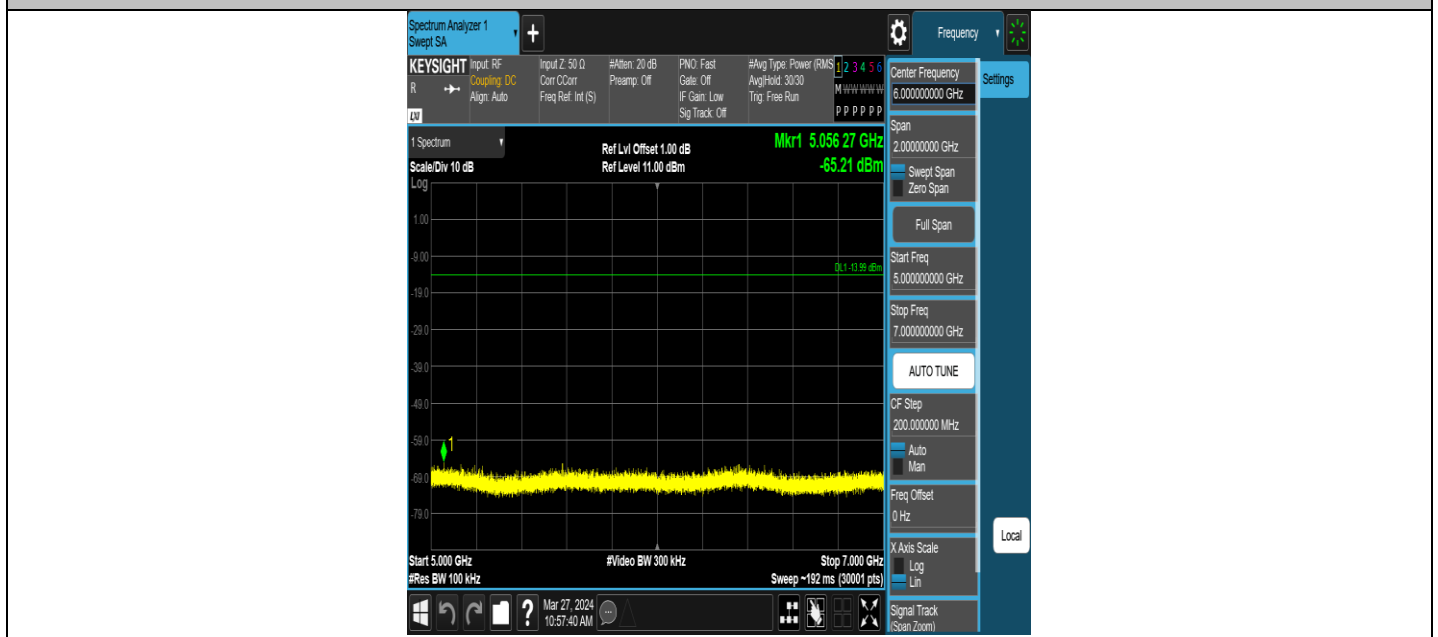 Spectrum Analyzer 1
Swept SA
+
Frequency
KEYSIGHT
R
LXI
Input: RF
Coupling: DC
Align: Auto
Input Z: 50 Ω
Corr CCorr
Freq Ref: Int (S)
#Atten: 20 dB
Preamp: Off
PNO: Fast
Gate: Off
IF Gain: Low
Sig Track: Off
#Avg Type: Power (RMS
Avg|Hold: 30/30
Trig: Free Run
1 2 3 4 5 6
M W W W W W
P P P P P P
1 Spectrum
Scale/Div 10 dB
Log
Ref Lvl Offset 1.00 dB
Ref Level 11.00 dBm
Mkr1 5.056 27 GHz
-65.21 dBm
1.00
-9.00
DL1 -13.99 dBm
-19.0
-29.0
-39.0
-49.0
-59.0
1
-69.0
-79.0
Start 5.000 GHz
#Video BW 300 kHz
Stop 7.000 GHz
#Res BW 100 kHz
Sweep ~192 ms (30001 pts)
?
Mar 27, 2024
10:57:40 AM
Center Frequency
6.000000000 GHz
Settings
Span
2.00000000 GHz
Swept Span
Zero Span
Full Span
Start Freq
5.000000000 GHz
Stop Freq
7.000000000 GHz
AUTO TUNE
CF Step
200.000000 MHz
Auto
Man
Freq Offset
0 Hz
X Axis Scale
Log
Lin
Local
Signal Track
(Span Zoom)